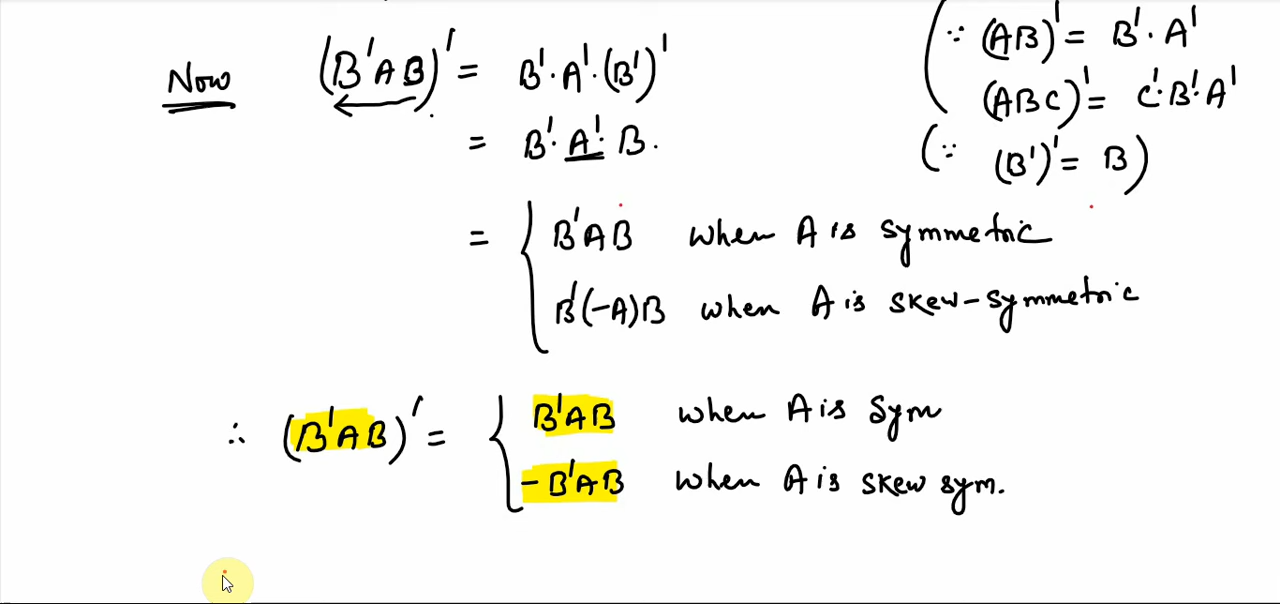 (∵ (AB)' = B'·A'
Now (B'AB)' = B'·A'·(B')'
(ABC)' = C'·B'·A'
= B'·A'·B.
(∵ (B')' = B)
= { B'AB when A is symmetric
B'(-A)B when A is skew-symmetric
∴ (B'AB)' = { B'AB when A is Sym
-B'AB when A is skew sym.